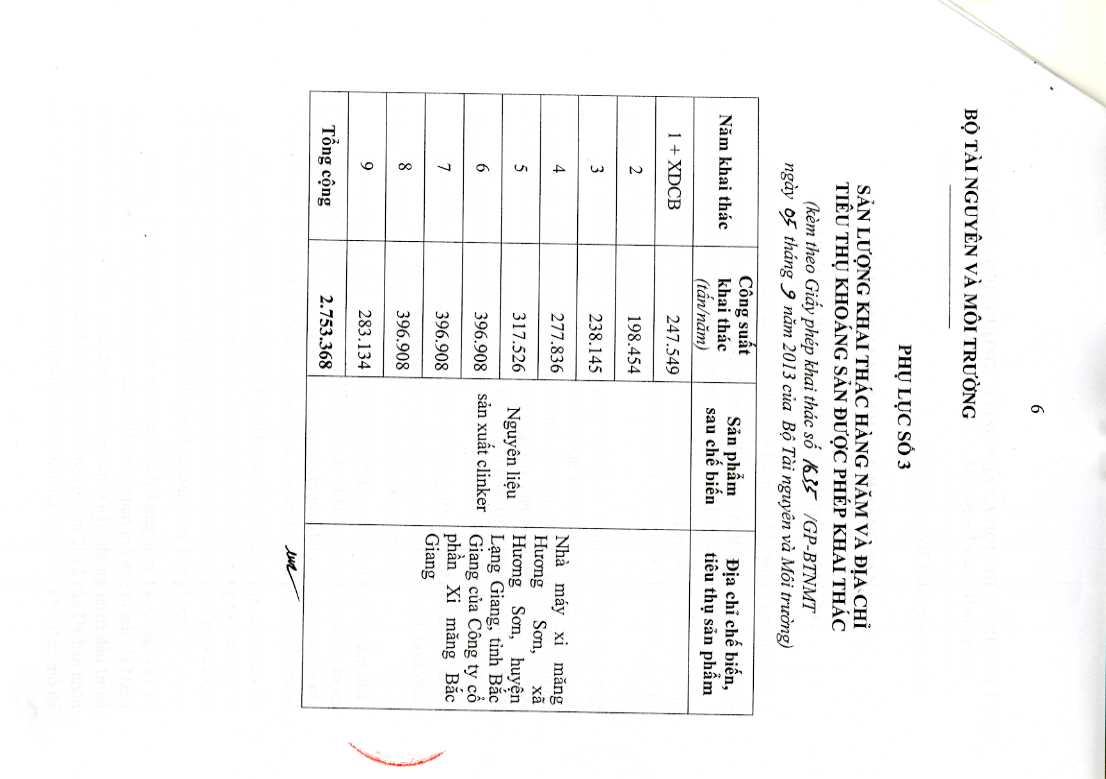 6
BỘ TÀI NGUYÊN VÀ MÔI TRƯỜNG
PHỤ LỤC SỐ 3
SẢN LƯỢNG KHAI THÁC HÀNG NĂM VÀ ĐỊA CHỈ
TIÊU THỤ KHOÁNG SẢN ĐƯỢC PHÉP KHAI THÁC
(kèm theo Giấy phép khai thác số 1635 /GP-BTNMT
ngày 05 tháng 9 năm 2013 của Bộ Tài nguyên và Môi trường)
Năm khai thác
Công suất
khai thác
(tấn/năm)
Sản phẩm
sau chế biến
Địa chỉ chế biến,
tiêu thụ sản phẩm
1 + XDCB 247.549
2 198.454
3 238.145
4 277.836
5 317.526
6 396.908
7 396.908
8 396.908
9 283.134
Tổng cộng 2.753.368
Nguyên liệu
sản xuất clinker
Nhà máy xi măng
Hương Sơn, xã
Hương Sơn, huyện
Lạng Giang, tỉnh Bắc
Giang của Công ty cổ
phần Xi măng Bắc
Giang